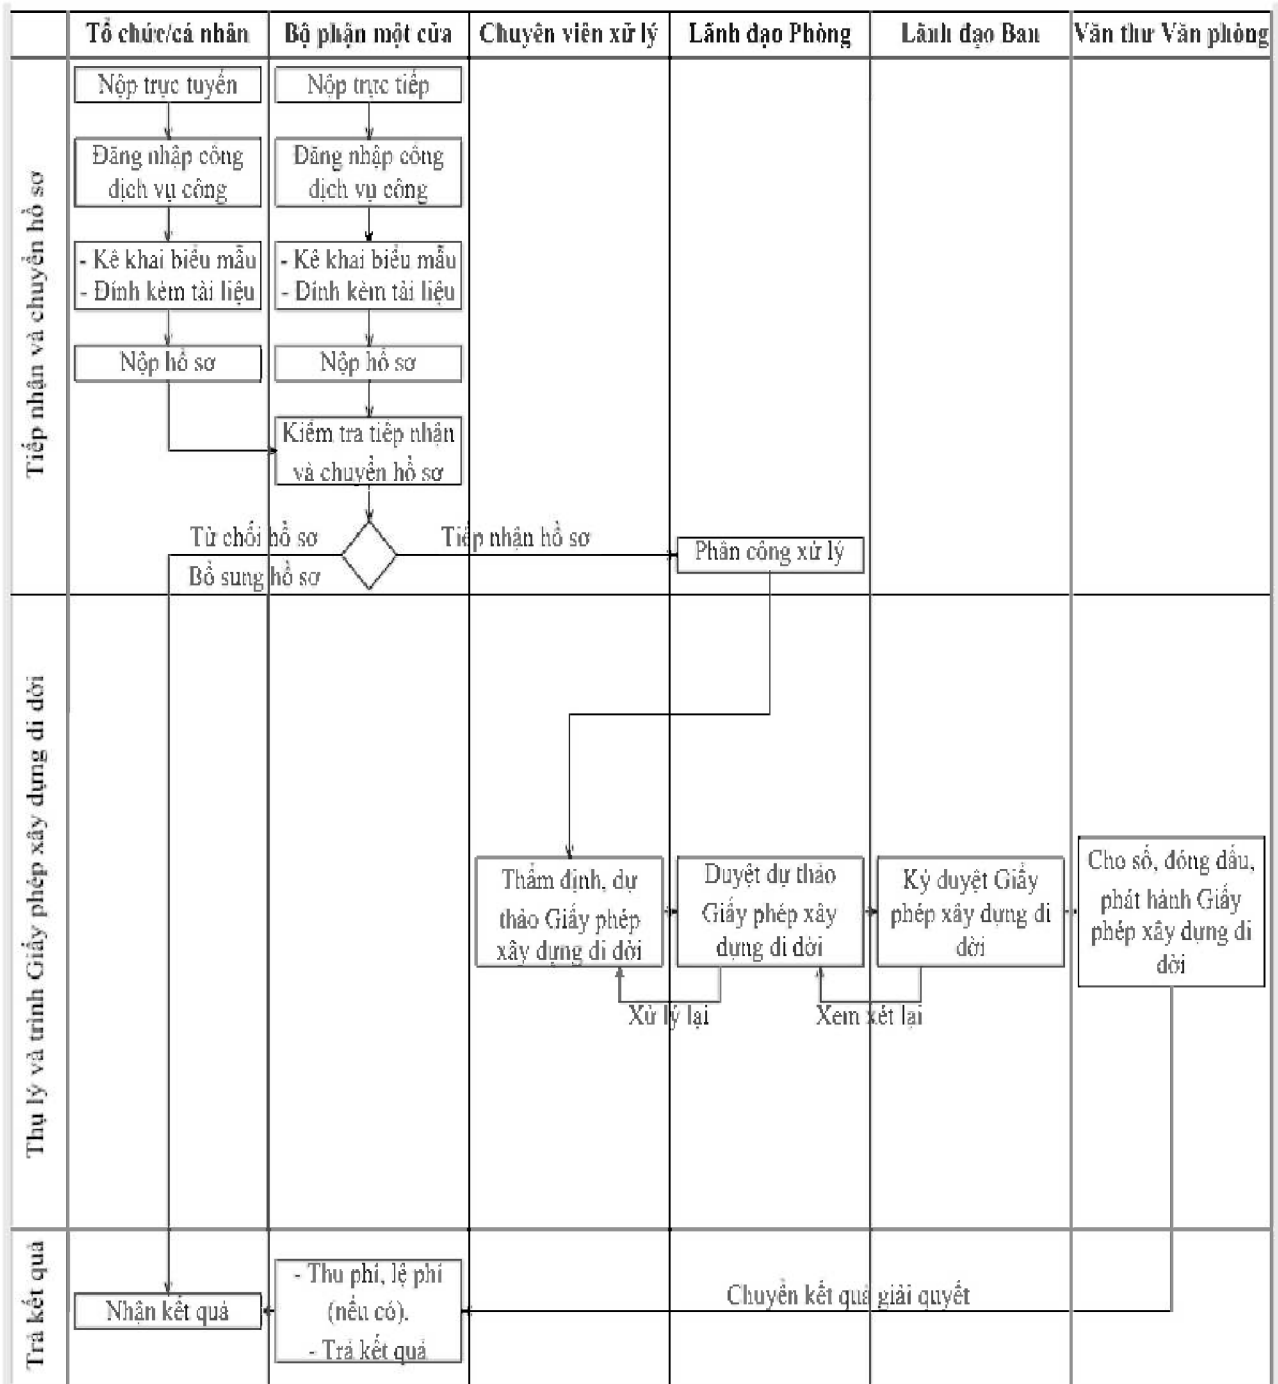 Tổ chức/cá nhân
Bộ phận một cửa
Chuyên viên xử lý
Lãnh đạo Phòng
Lãnh đạo Ban
Văn thư Văn phòng
Tiếp nhận và chuyển hồ sơ
Nộp trực tuyến
Nộp trực tiếp
Đăng nhập cổng
dịch vụ công
Đăng nhập cổng
dịch vụ công
- Kê khai biểu mẫu
- Đính kèm tài liệu
- Kê khai biểu mẫu
- Đính kèm tài liệu
Nộp hồ sơ
Nộp hồ sơ
Kiểm tra tiếp nhận
và chuyển hồ sơ
Từ chối hồ sơ
Bổ sung hồ sơ
Tiếp nhận hồ sơ
Phân công xử lý
Thụ lý và trình Giấy phép xây dựng di dời
Thẩm định, dự
thảo Giấy phép
xây dựng di dời
Duyệt dự thảo
Giấy phép xây
dựng di dời
Ký duyệt Giấy
phép xây dựng di
dời
Cho số, đóng dấu,
phát hành Giấy
phép xây dựng di
dời
Xử lý lại
Xem xét lại
Trả kết quả
Nhận kết quả
- Thu phí, lệ phí
(nếu có).
- Trả kết quả
Chuyển kết quả giải quyết